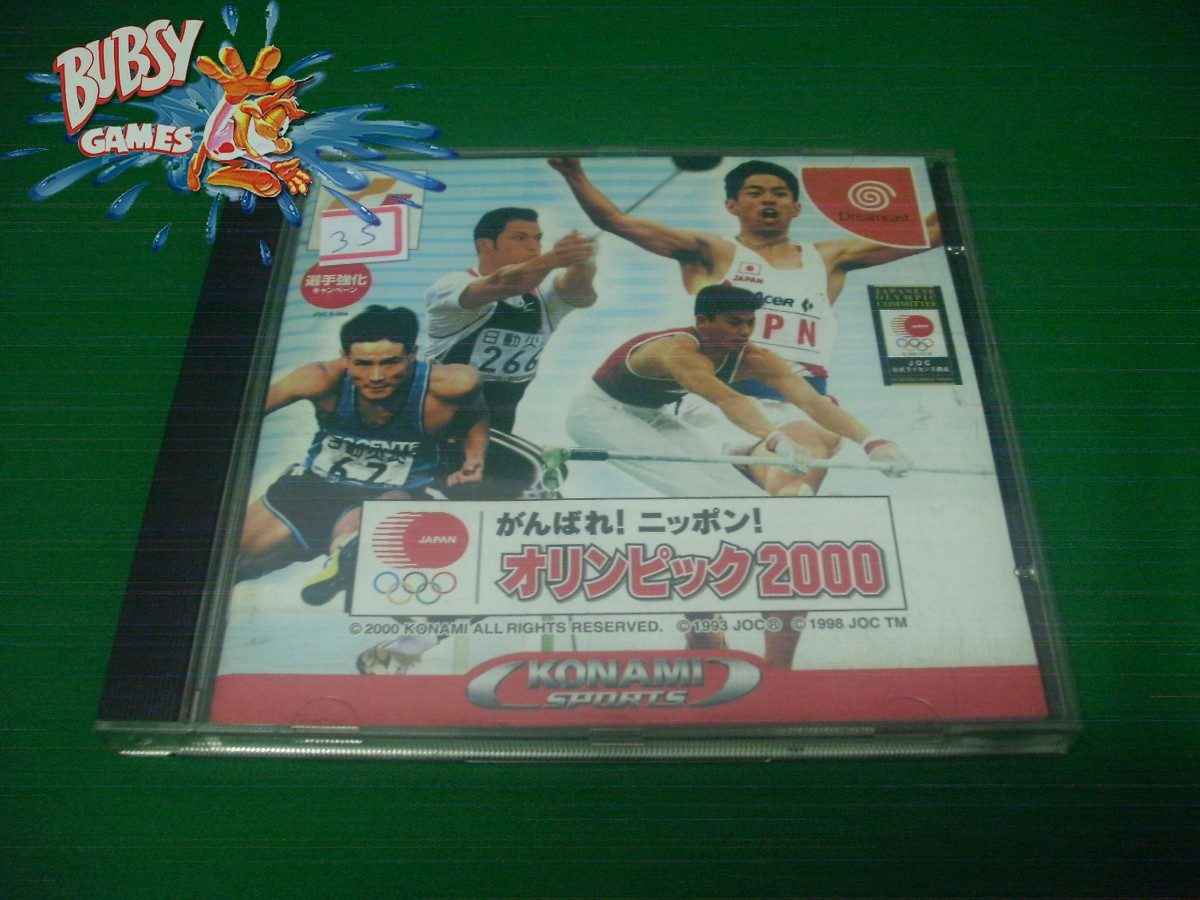 BUBSY
GAMES
35
選手強化
キャンペーン
JOC
Dreamcast
JAPAN
acer
PN
JAPANESE
OLYMPIC
COMMITTEE
JAPAN
JOC
公式ライセンス商品
266
62
JAPAN
がんばれ! ニッポン!
オリンピック2000
© 2000 KONAMI ALL RIGHTS RESERVED. © 1993 JOC ® © 1998 JOC TM
KONAMI
SPORTS